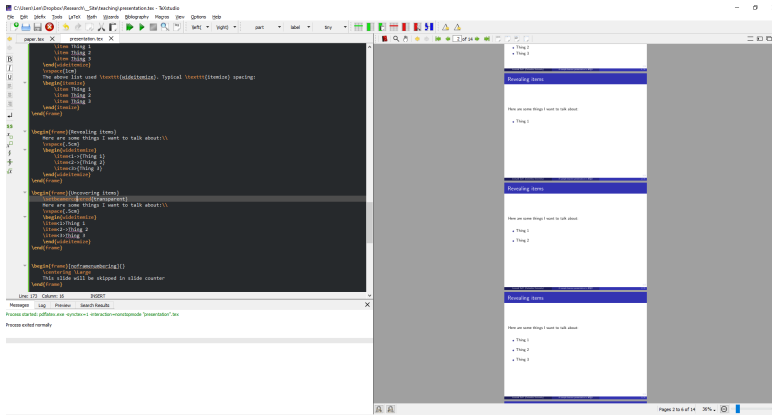 C:\Users\Len\Dropbox\Research\__Site\teaching\presentation.tex - TeXstudio
File Edit Idefix Tools LaTeX Math Wizards Bibliography Macros View Options Help
\left( \right) part label tiny
2 of 14
paper.tex presentation.tex
\item Thing 1
\item Thing 2
\item Thing 3
\end{wideitemize}
\vspace{1cm}
The above list used \texttt{wideitemize}. Typical \texttt{itemize} spacing:
\begin{itemize}
\item Thing 1
\item Thing 2
\item Thing 3
\end{itemize}
\end{frame}
\begin{frame}{Revealing items}
Here are some things I want to talk about:\\
\vspace{.5cm}
\begin{wideitemize}
\item<1->{Thing 1}
\item<2->{Thing 2}
\item<3>{Thing 3}
\end{wideitemize}
\end{frame}
\begin{frame}{Uncovering items}
\setbeamercovered{transparent}
Here are some things I want to talk about:\\
\vspace{.5cm}
\begin{wideitemize}
\item<1>Thing 1
\item<2->Thing 2
\item<3>Thing 3
\end{wideitemize}
\end{frame}
\begin{frame}[noframenumbering]{}
\centering \Large
This slide will be skipped in slide counter
\end{frame}
Line: 173 Column: 16 INSERT
Messages Log Preview Search Results
Process started: pdflatex.exe -synctex=1 -interaction=nonstopmode "presentation".tex
Process exited normally
Thing 2
Thing 3
Revealing items
Here are some things I want to talk about:
Thing 1
Revealing items
Here are some things I want to talk about:
Thing 1
Thing 2
Revealing items
Here are some things I want to talk about:
Thing 1
Thing 2
Thing 3
Pages 2 to 6 of 14 36%